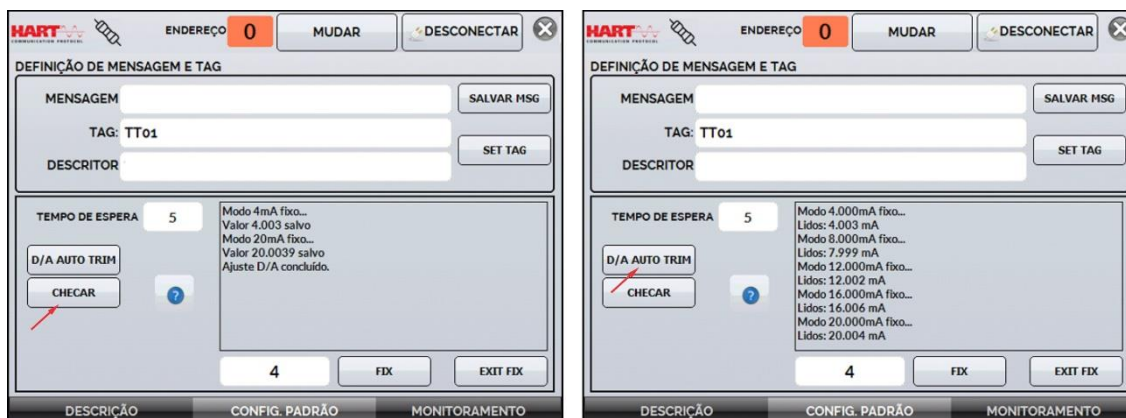 HART
COMMUNICATION PROTOCOL
ENDEREÇO 0 MUDAR DESCONECTAR
DEFINIÇÃO DE MENSAGEM E TAG
MENSAGEM SALVAR MSG
TAG: TT01
SET TAG
DESCRITOR
TEMPO DE ESPERA 5
D/A AUTO TRIM
CHECAR
?
Modo 4mA fixo...
Valor 4.003 salvo
Modo 20mA fixo...
Valor 20.0039 salvo
Ajuste D/A concluído.
4 FIX EXIT FIX
DESCRIÇÃO CONFIG. PADRÃO MONITORAMENTO
HART
COMMUNICATION PROTOCOL
ENDEREÇO 0 MUDAR DESCONECTAR
DEFINIÇÃO DE MENSAGEM E TAG
MENSAGEM SALVAR MSG
TAG: TT01
SET TAG
DESCRITOR
TEMPO DE ESPERA 5
D/A AUTO TRIM
CHECAR
?
Modo 4.000mA fixo...
Lidos: 4.003 mA
Modo 8.000mA fixo...
Lidos: 7.999 mA
Modo 12.000mA fixo...
Lidos: 12.002 mA
Modo 16.000mA fixo...
Lidos: 16.006 mA
Modo 20.000mA fixo...
Lidos: 20.004 mA
4 FIX EXIT FIX
DESCRIÇÃO CONFIG. PADRÃO MONITORAMENTO